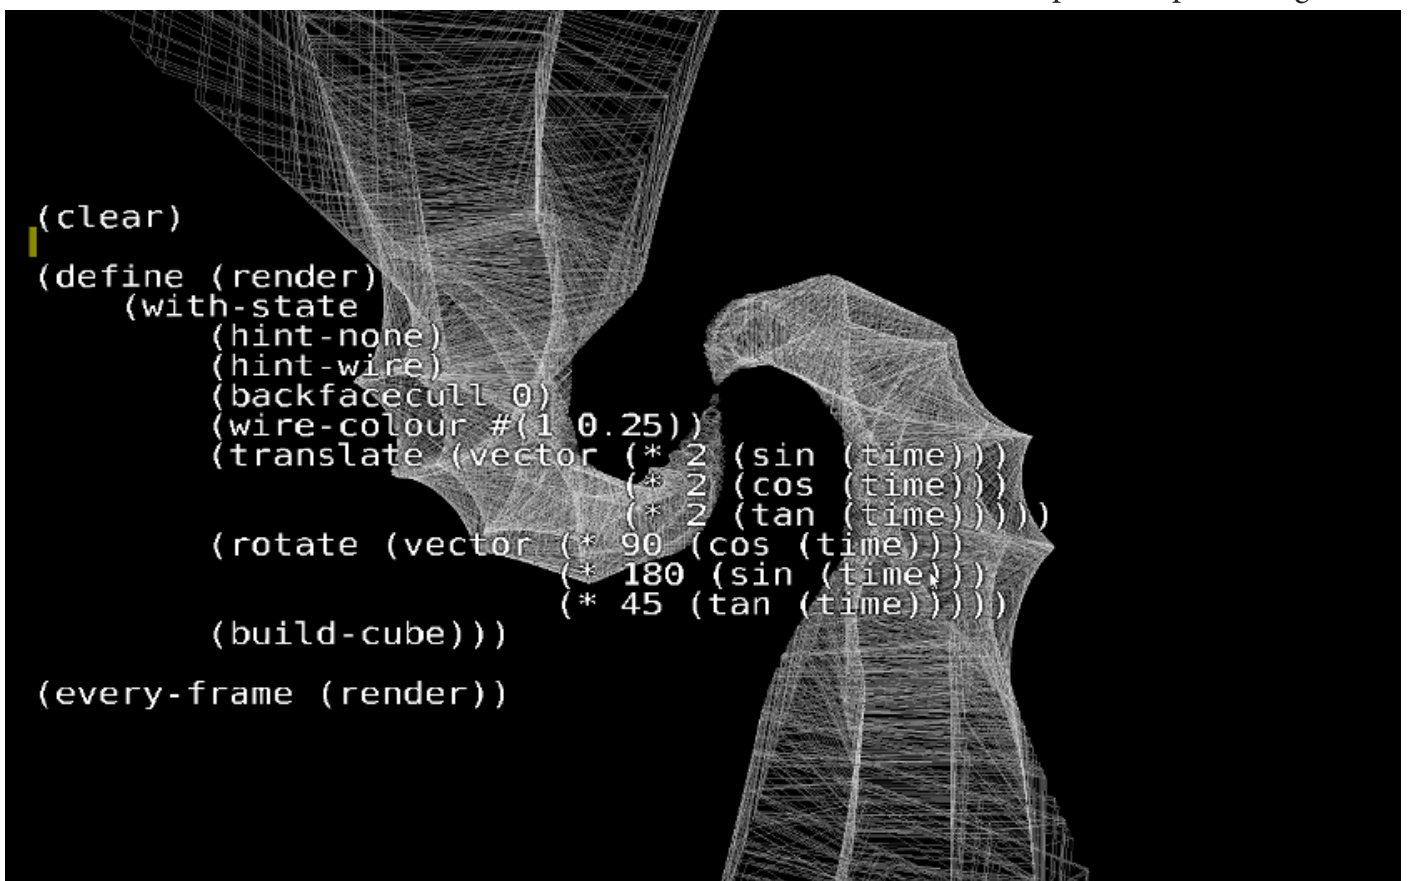 (clear)
(define (render)
(with-state
(hint-none)
(hint-wire)
(backfacecull 0)
(wire-colour #(1 0.25))
(translate (vector (* 2 (sin (time)))
(* 2 (cos (time)))
(* 2 (tan (time)))))
(rotate (vector (* 90 (cos (time)))
(* 180 (sin (time)))
(* 45 (tan (time)))))
(build-cube)))
(every-frame (render))